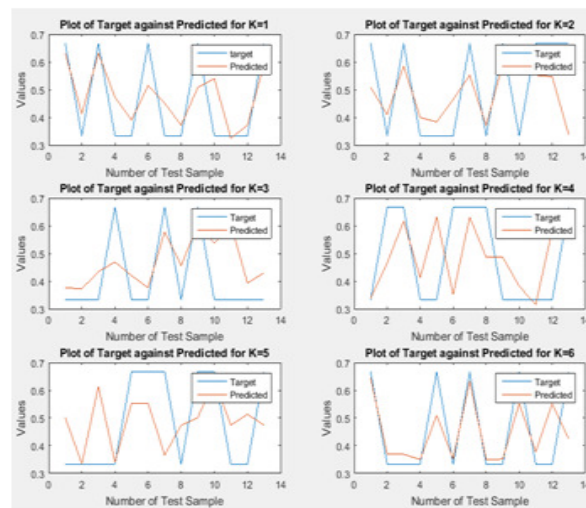 Plot of Target against Predicted for K=1
0.7
0.6
0.5
0.4
0.3
Values
0 2 4 6 8 10 12 14
Number of Test Sample
target
Predicted
Plot of Target against Predicted for K=2
0.7
0.6
0.5
0.4
0.3
Values
0 2 4 6 8 10 12 14
Number of Test Sample
Target
Predicted
Plot of Target against Predicted for K=3
0.7
0.6
0.5
0.4
0.3
Values
0 2 4 6 8 10 12 14
Number of Test Sample
Target
Predicted
Plot of Target against Predicted for K=4
0.7
0.6
0.5
0.4
0.3
Values
0 2 4 6 8 10 12 14
Number of Test Sample
Target
Predicted
Plot of Target against Predicted for K=5
0.7
0.6
0.5
0.4
0.3
Values
0 2 4 6 8 10 12 14
Number of Test Sample
Target
Predicted
Plot of Target against Predicted for K=6
0.7
0.6
0.5
0.4
0.3
Values
0 2 4 6 8 10 12 14
Number of Test Sample
Target
Predicted